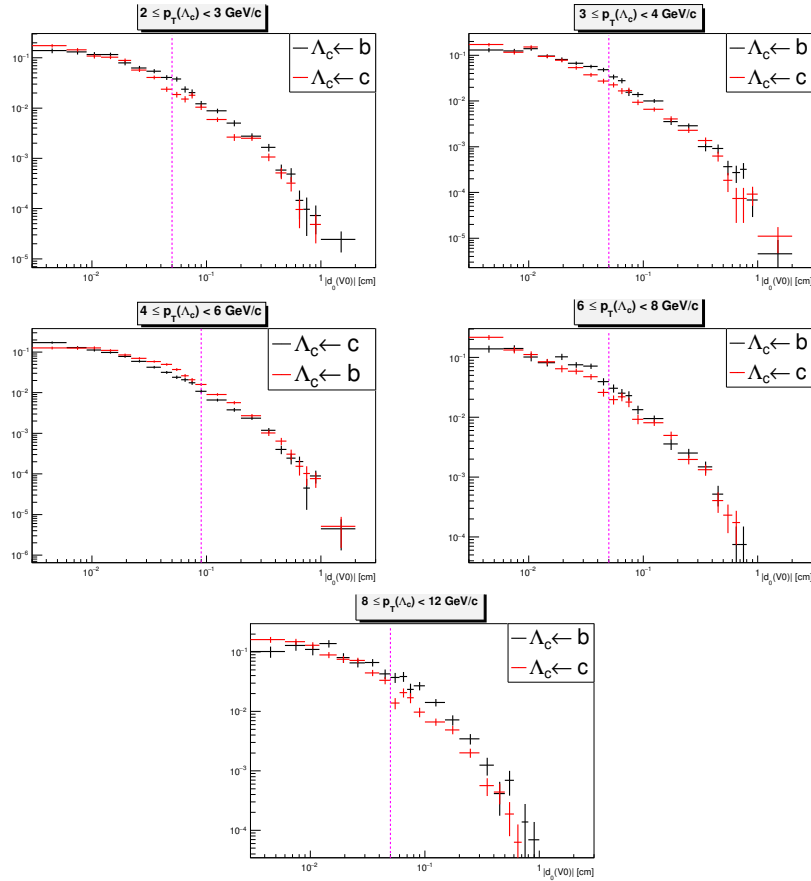 2 ≤ p_T(Λ_c) < 3 GeV/c
Λ_c← b
Λ_c← c
10⁻¹
10⁻²
10⁻³
10⁻⁴
10⁻⁵
10⁻² 10⁻¹ 1
|d_0(V0)| [cm]
3 ≤ p_T(Λ_c) < 4 GeV/c
Λ_c← b
Λ_c← c
10⁻¹
10⁻²
10⁻³
10⁻⁴
10⁻⁵
10⁻² 10⁻¹ 1
|d_0(V0)| [cm]
4 ≤ p_T(Λ_c) < 6 GeV/c
Λ_c← c
Λ_c← b
10⁻¹
10⁻²
10⁻³
10⁻⁴
10⁻⁵
10⁻⁶
10⁻² 10⁻¹ 1
|d_0(V0)| [cm]
6 ≤ p_T(Λ_c) < 8 GeV/c
Λ_c← b
Λ_c← c
10⁻¹
10⁻²
10⁻³
10⁻⁴
10⁻² 10⁻¹ 1
|d_0(V0)| [cm]
8 ≤ p_T(Λ_c) < 12 GeV/c
Λ_c← b
Λ_c← c
10⁻¹
10⁻²
10⁻³
10⁻⁴
10⁻² 10⁻¹ 1
|d_0(V0)| [cm]